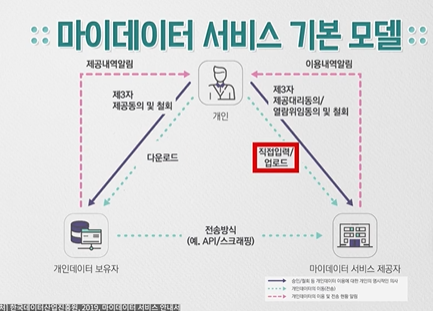 마이데이터 서비스 기본 모델
제공내역알림
이용내역알림
개인
제3자
제공동의 및 철회
제3자
제공대리동의/
열람위임동의 및 철회
다운로드
직접입력/
업로드
전송방식
(예, API/스크래핑)
개인데이터 보유자
마이데이터 서비스 제공자
승인/철회 등 개인데이터 이용에 대한 개인의 명시적인 의사
개인데이터의 이동(전송)
개인데이터의 이용 및 전송 현황 알림
한국데이터산업진흥원, 2019, 마이데이터 서비스 안내서